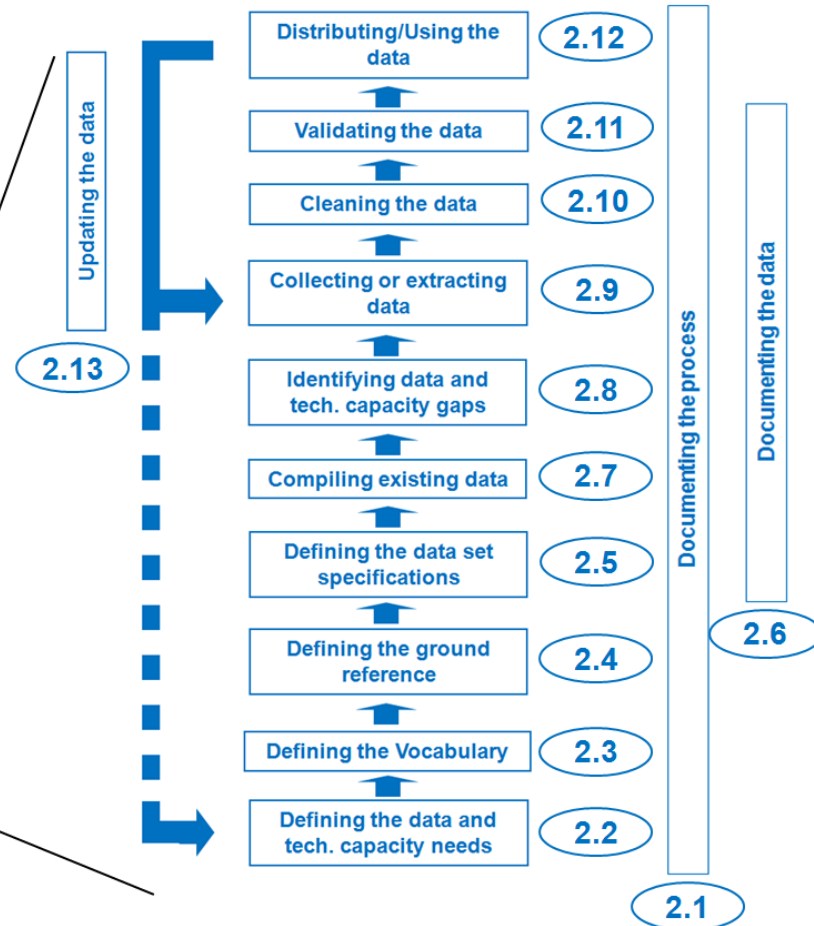 Distributing/Using the
data
2.12
Validating the data
2.11
Cleaning the data
2.10
Collecting or extracting
data
2.9
Identifying data and
tech. capacity gaps
2.8
Compiling existing data
2.7
Defining the data set
specifications
2.5
Defining the ground
reference
2.4
Defining the Vocabulary
2.3
Defining the data and
tech. capacity needs
2.2
Updating the data
2.13
Documenting the process
2.1
Documenting the data
2.6